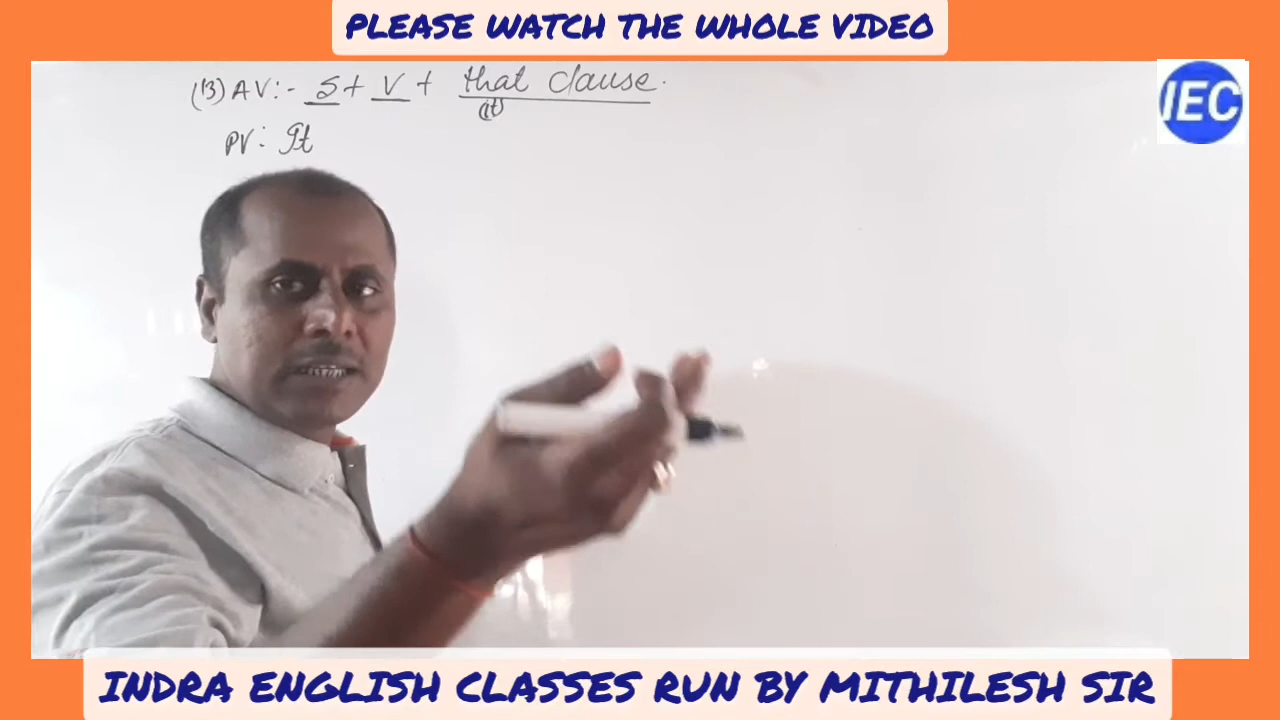 PLEASE WATCH THE WHOLE VIDEO
(13) AV:- S + V + that clause.
(it)
PV: It
IEC
INDRA ENGLISH CLASSES RUN BY MITHILESH SIR